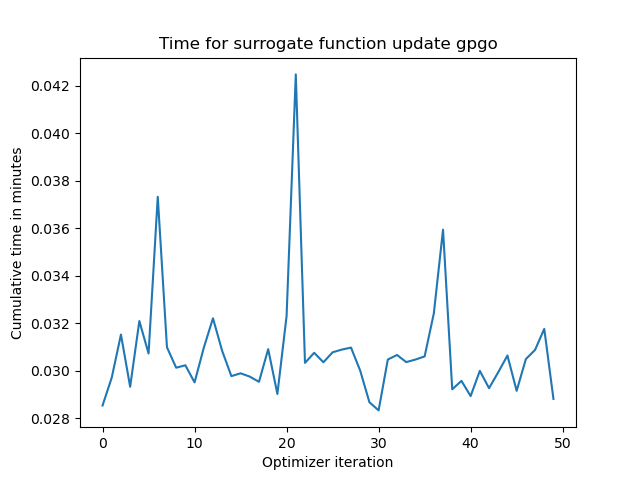 Time for surrogate function update gpgo
Cumulative time in minutes
0.042
0.040
0.038
0.036
0.034
0.032
0.030
0.028
0 10 20 30 40 50
Optimizer iteration